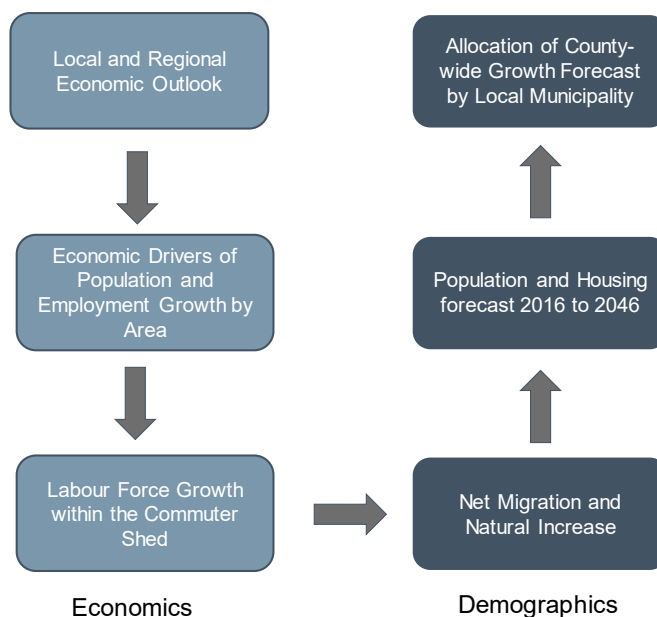 Local and Regional
Economic Outlook
Economic Drivers of
Population and
Employment Growth by
Area
Labour Force Growth
within the Commuter
Shed
Economics
Allocation of County-
wide Growth Forecast
by Local Municipality
Population and Housing
forecast 2016 to 2046
Net Migration and
Natural Increase
Demographics